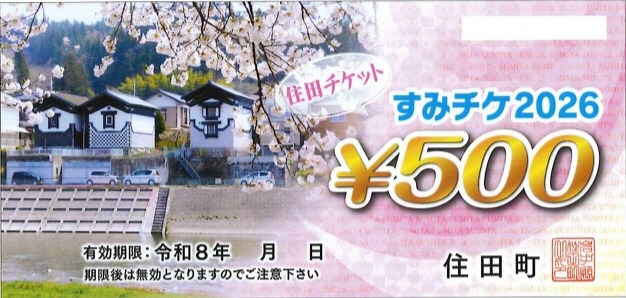 住田チケット
すみチケ2026
¥500
有効期限：令和8年　月　日
期限後は無効となりますのでご注意下さい
住田町